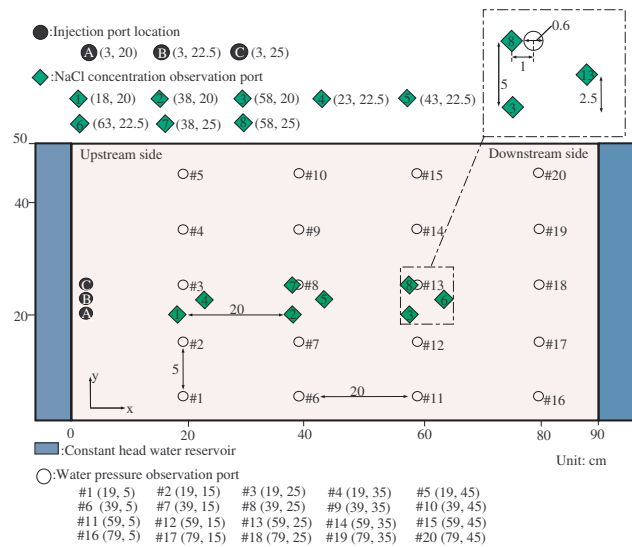 :Injection port location
A (3, 20) B (3, 22.5) C (3, 25)
:NaCl concentration observation port
1 (18, 20) 2 (38, 20) 3 (58, 20) 4 (23, 22.5) 5 (43, 22.5)
6 (63, 22.5) 7 (38, 25) 8 (58, 25)
8 0.6
1
13
5 2.5
3
50
Upstream side Downstream side
#5 #10 #15 #20
40
#4 #9 #14 #19
C #3 7 #8 8 #13 #18
B 4 5 6
A 1 20 2 3
20
#2 #7 #12 #17
5
y
x
#1 #6 20 #11 #16
0 20 40 60 80 90
:Constant head water reservoir
Unit: cm
:Water pressure observation port
#1 (19, 5) #2 (19, 15) #3 (19, 25) #4 (19, 35) #5 (19, 45)
#6 (39, 5) #7 (39, 15) #8 (39, 25) #9 (39, 35) #10 (39, 45)
#11 (59, 5) #12 (59, 15) #13 (59, 25) #14 (59, 35) #15 (59, 45)
#16 (79, 5) #17 (79, 15) #18 (79, 25) #19 (79, 35) #20 (79, 45)